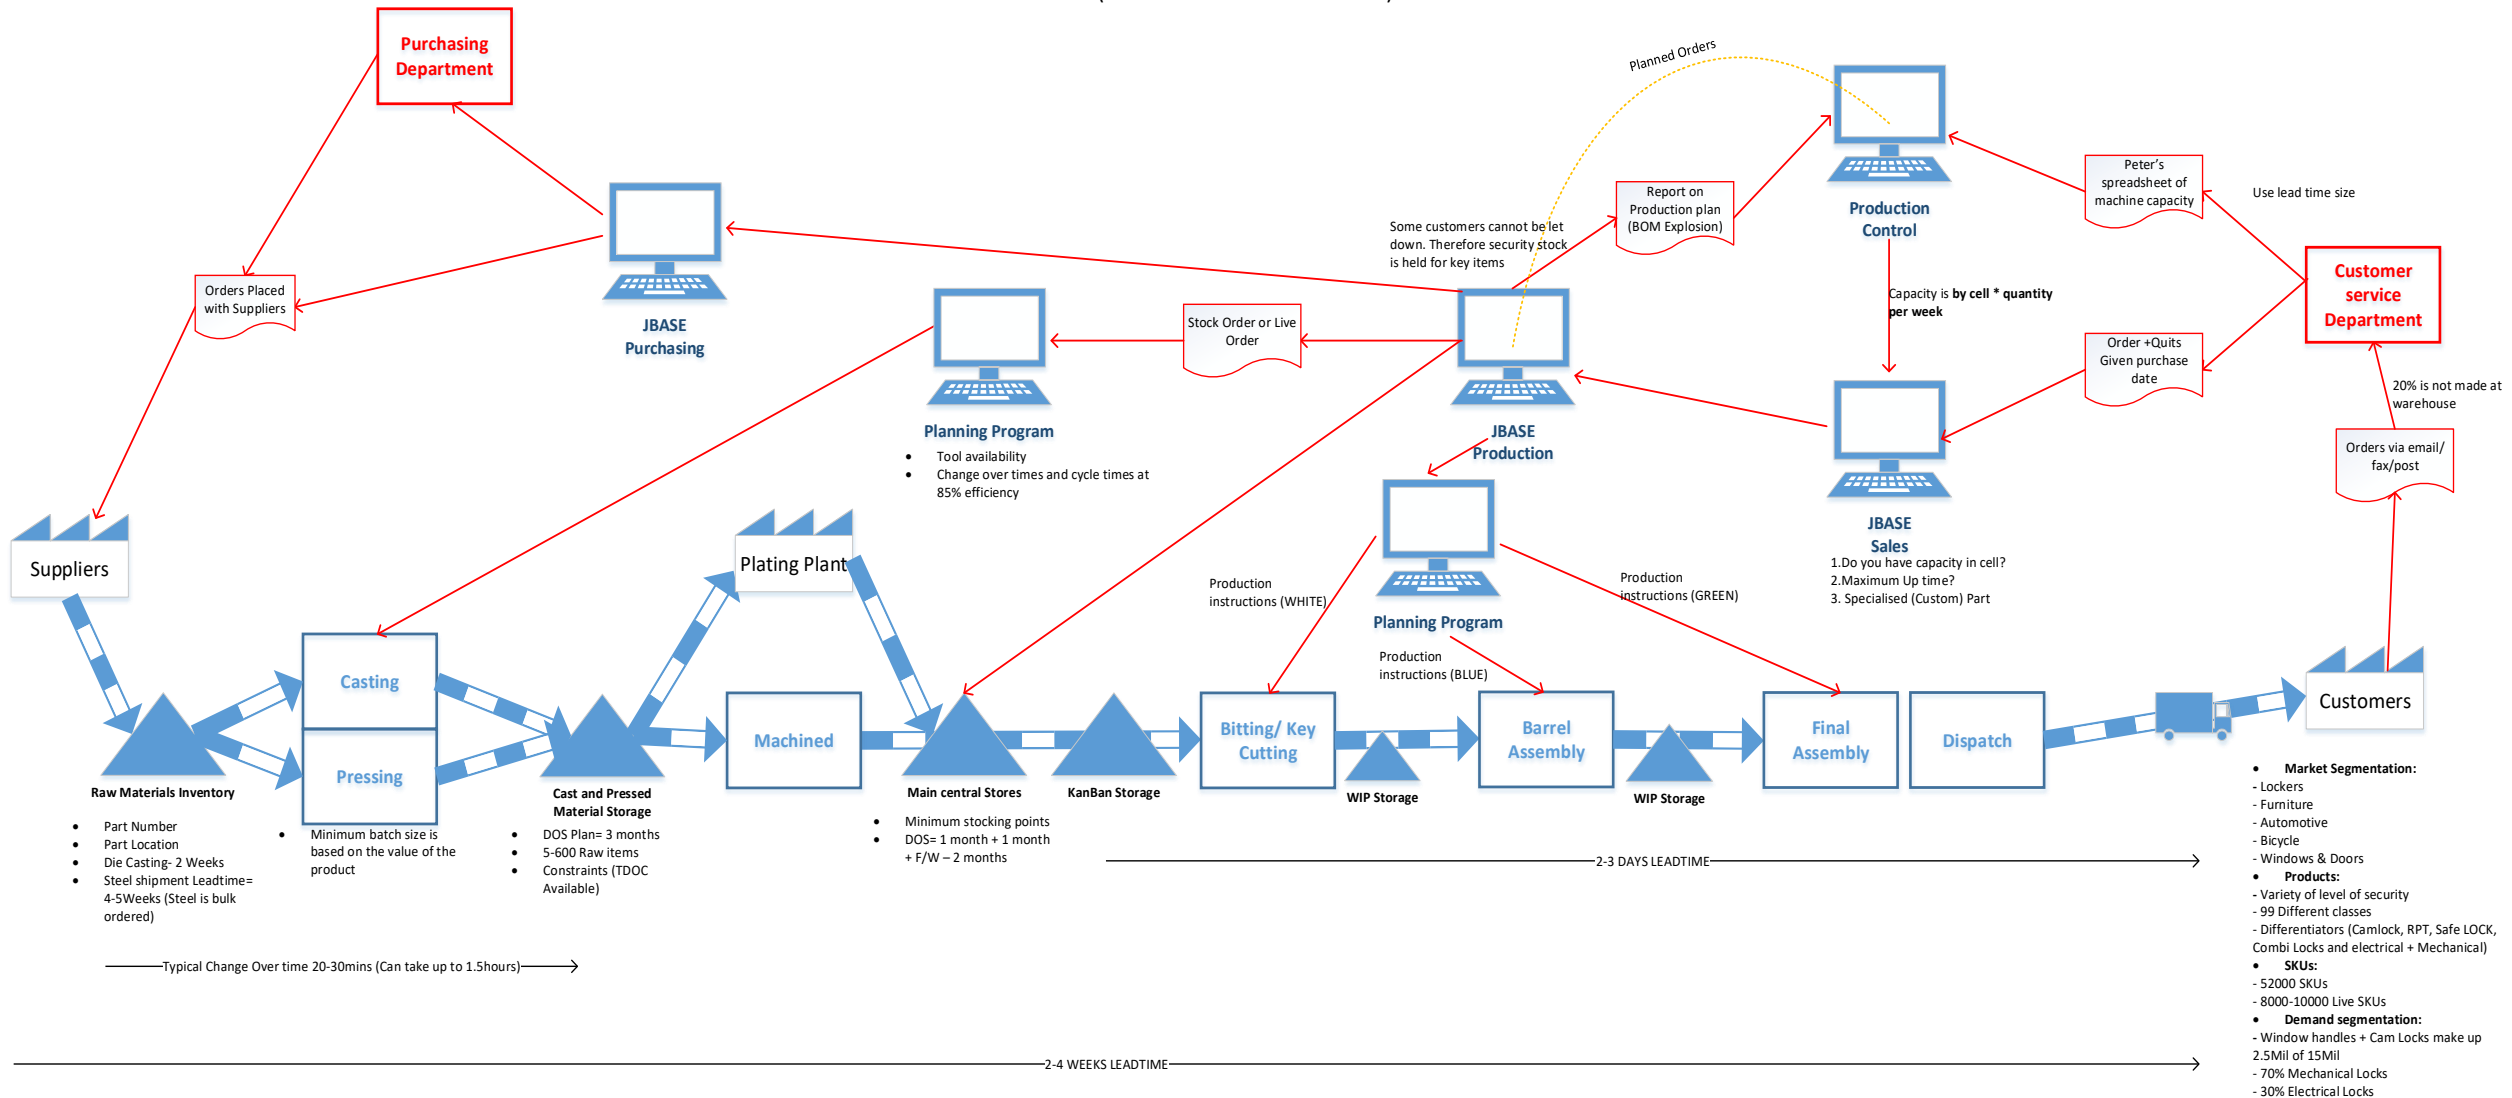 Purchasing
Department
Planned Orders
Report on
Production plan
(BOM Explosion)
Production
Control
Peter's
spreadsheet of
machine capacity
Use lead time size
Some customers cannot be let
down. Therefore security stock
is held for key items
Customer
service
Department
Capacity is by cell * quantity
per week
Orders Placed
with Suppliers
JBASE
Purchasing
Stock Order or Live
Order
Order +Quits
Given purchase
date
20% is not made at
warehouse
Planning Program
• Tool availability
• Change over times and cycle times at
85% efficiency
JBASE
Production
Orders via email/
fax/post
JBASE
Sales
1.Do you have capacity in cell?
2.Maximum Up time?
3. Specialised (Custom) Part
Suppliers
Plating Plant
Production
instructions (WHITE)
Production
instructions (GREEN)
Planning Program
Production
instructions (BLUE)
Casting
Pressing
Machined
Bitting/ Key
Cutting
Barrel
Assembly
Final
Assembly
Dispatch
Customers
Raw Materials Inventory
• Part Number
• Part Location
• Die Casting- 2 Weeks
• Steel shipment Leadtime=
4-5Weeks (Steel is bulk
ordered)
• Minimum batch size is
based on the value of the
product
Cast and Pressed
Material Storage
• DOS Plan= 3 months
• 5-600 Raw items
• Constraints (TDOC
Available)
Main central Stores
• Minimum stocking points
• DOS= 1 month + 1 month
+ F/W – 2 months
KanBan Storage
WIP Storage
WIP Storage
2-3 DAYS LEADTIME
Typical Change Over time 20-30mins (Can take up to 1.5hours)
2-4 WEEKS LEADTIME
• Market Segmentation:
- Lockers
- Furniture
- Automotive
- Bicycle
- Windows & Doors
• Products:
- Variety of level of security
- 99 Different classes
- Differentiators (Camlock, RPT, Safe LOCK,
Combi Locks and electrical + Mechanical)
• SKUs:
- 52000 SKUs
- 8000-10000 Live SKUs
• Demand segmentation:
- Window handles + Cam Locks make up
2.5Mil of 15Mil
- 70% Mechanical Locks
- 30% Electrical Locks